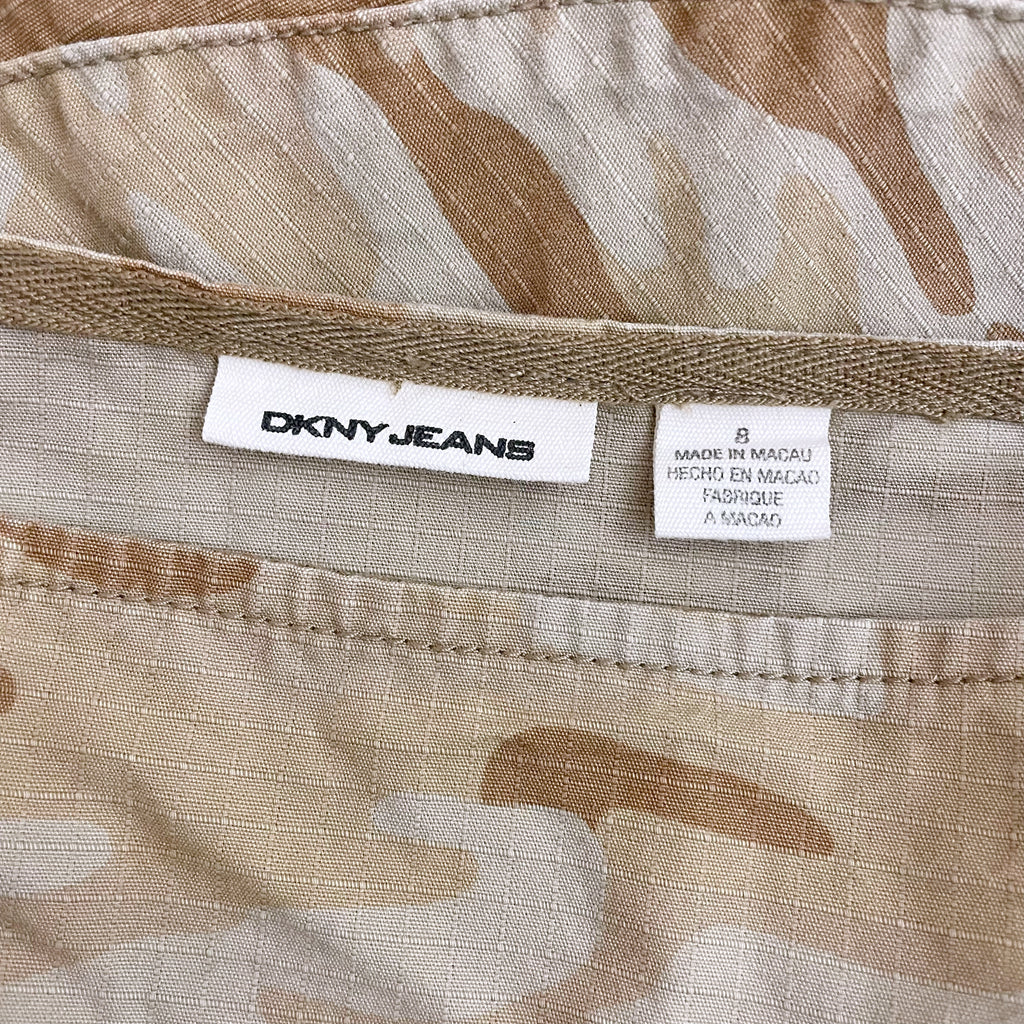 DKNY JEANS
8
MADE IN MACAU
HECHO EN MACAO
FABRIQUE
A MACAO